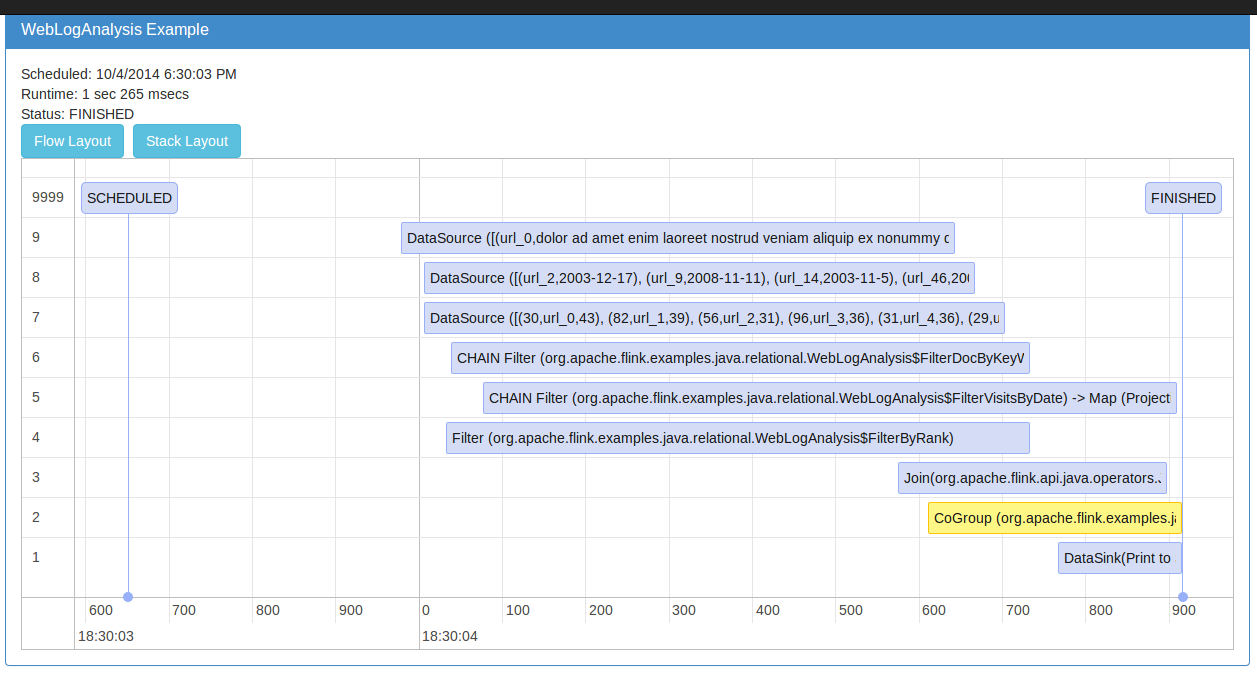 WebLogAnalysis Example
Scheduled: 10/4/2014 6:30:03 PM
Runtime: 1 sec 265 msecs
Status: FINISHED
Flow Layout Stack Layout
9999 SCHEDULED FINISHED
9 DataSource ([(url_0,dolor ad amet enim laoreet nostrud veniam aliquip ex nonummy
8 DataSource ([(url_2,2003-12-17), (url_9,2008-11-11), (url_14,2003-11-5), (url_46,200
7 DataSource ([(30,url_0,43), (82,url_1,39), (56,url_2,31), (96,url_3,36), (31,url_4,36), (29,u
6 CHAIN Filter (org.apache.flink.examples.java.relational.WebLogAnalysis$FilterDocByKeyW
5 CHAIN Filter (org.apache.flink.examples.java.relational.WebLogAnalysis$FilterVisitsByDate) -> Map (Project
4 Filter (org.apache.flink.examples.java.relational.WebLogAnalysis$FilterByRank)
3 Join(org.apache.flink.api.java.operators.
2 CoGroup (org.apache.flink.examples.ja
1 DataSink(Print to
600 700 800 900 0 100 200 300 400 500 600 700 800 900
18:30:03 18:30:04